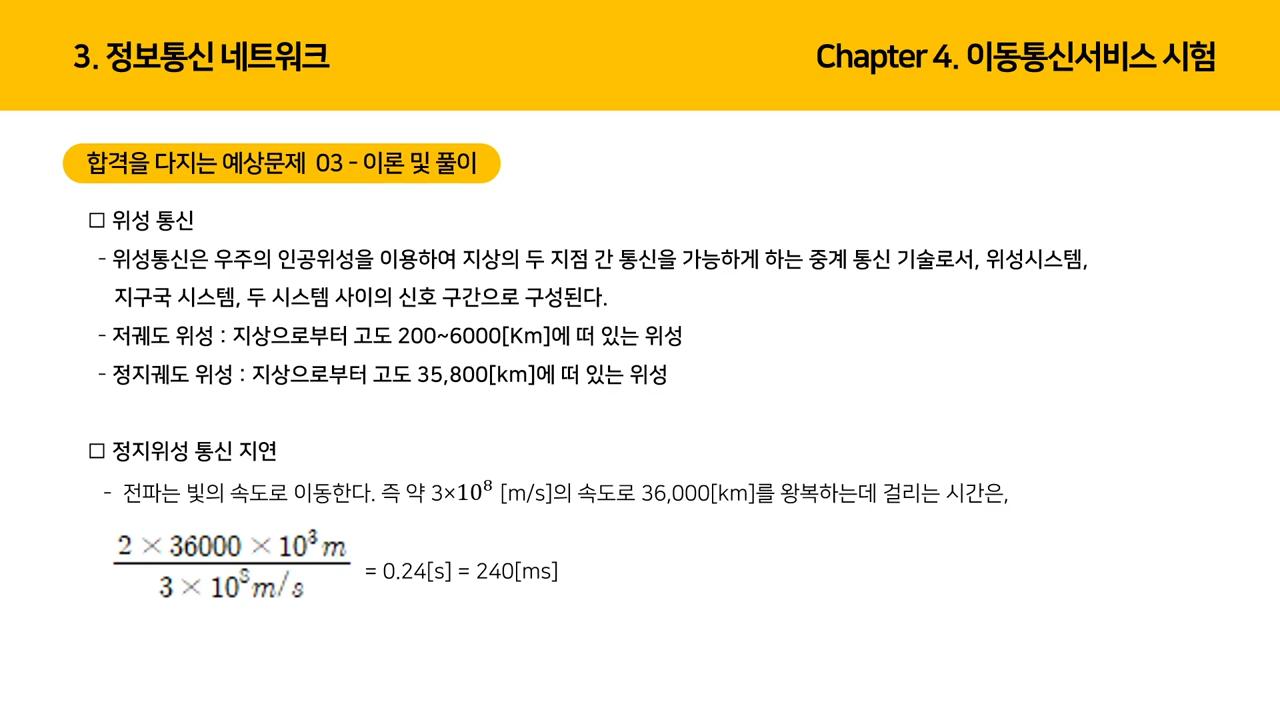 3. 정보통신 네트워크
Chapter 4. 이동통신서비스 시험
합격을 다지는 예상문제 03 - 이론 및 풀이
□ 위성 통신
- 위성통신은 우주의 인공위성을 이용하여 지상의 두 지점 간 통신을 가능하게 하는 중계 통신 기술로서, 위성시스템,
지구국 시스템, 두 시스템 사이의 신호 구간으로 구성된다.
- 저궤도 위성 : 지상으로부터 고도 200~6000[Km]에 떠 있는 위성
- 정지궤도 위성 : 지상으로부터 고도 35,800[km]에 떠 있는 위성
□ 정지위성 통신 지연
- 전파는 빛의 속도로 이동한다. 즉 약 3×10⁸ [m/s]의 속도로 36,000[km]를 왕복하는데 걸리는 시간은,
2 × 36000 × 10³ m
3 × 10⁸ m/s
= 0.24[s] = 240[ms]